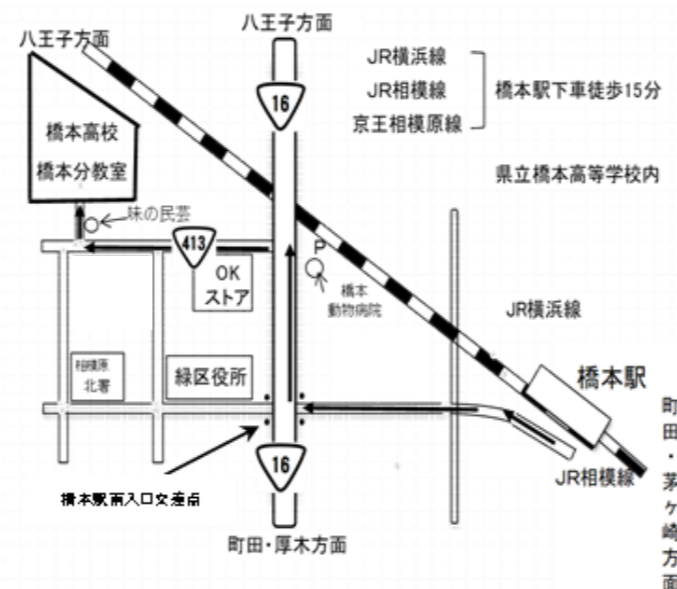 八王子方面
八王子方面
16
JR横浜線
JR相模線
京王相模原線
橋本駅下車徒歩15分
橋本高校
橋本分教室
県立橋本高等学校内
味の民芸
413
P
OK
ストア
橋本
動物病院
JR横浜線
相模原
北署
緑区役所
橋本駅
JR相模線
16
橋本駅南入口交差点
町田・厚木方面
町田・茅ヶ崎方面